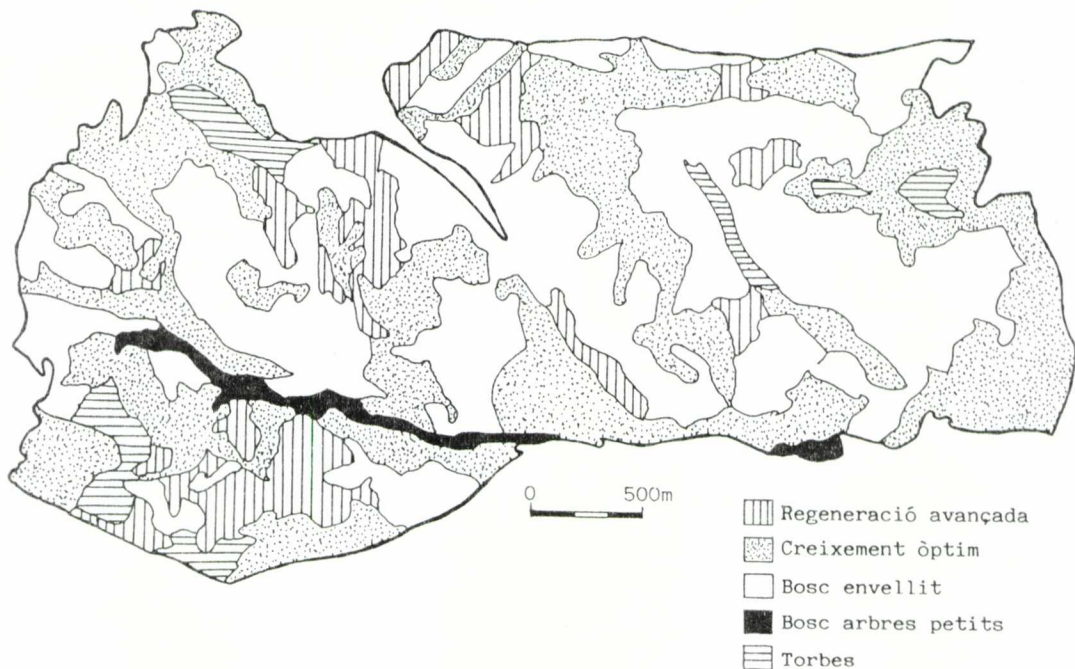 0 500m
Regeneració avançada
Creixement òptim
Bosc envellit
Bosc arbres petits
Torbes